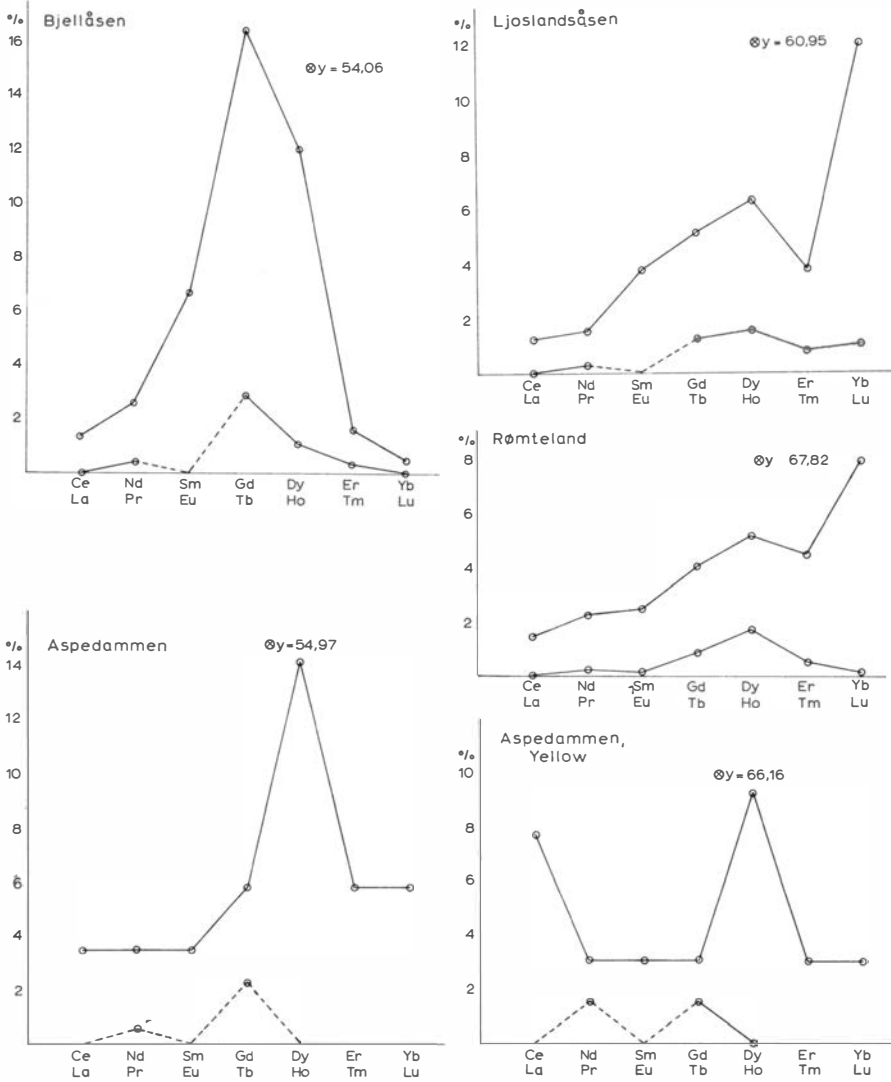 Bjellåsen
%
⊗y = 54,06
16
14
12
10
8
6
4
2
Ce Nd Sm Gd Dy Er Yb
La Pr Eu Tb Ho Tm Lu
Ljoslandsåsen
%
⊗y = 60,95
12
10
8
6
4
2
Ce Nd Sm Gd Dy Er Yb
La Pr Eu Tb Ho Tm Lu
Rømteland
%
⊗y 67,82
8
6
4
2
Ce Nd Sm Gd Dy Er Yb
La Pr Eu Tb Ho Tm Lu
Aspedammen
%
⊗y = 54,97
14
12
10
8
6
4
2
Ce Nd Sm Gd Dy Er Yb
La Pr Eu Tb Ho Tm Lu
Aspedammen,
Yellow
%
⊗y = 66,16
10
8
6
4
2
Ce Nd Sm Gd Dy Er Yb
La Pr Eu Tb Ho Tm Lu